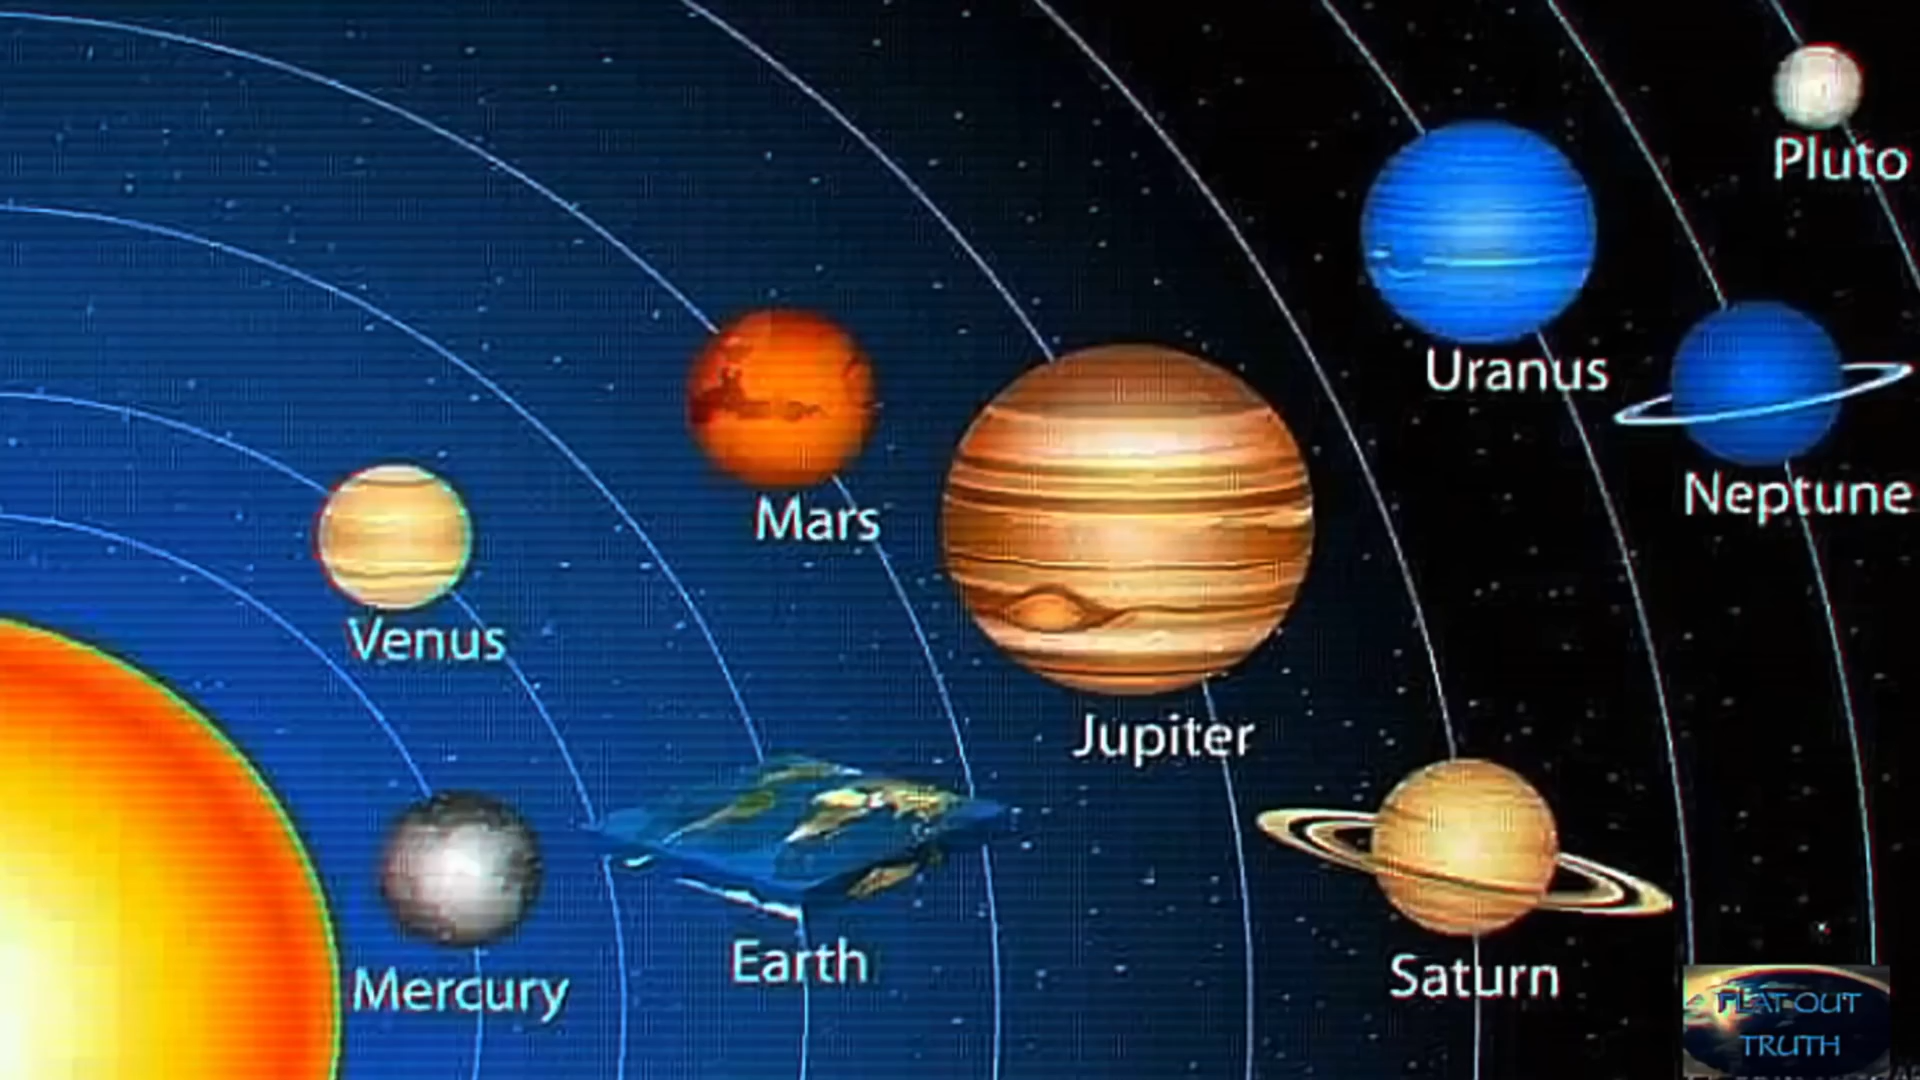 Pluto
Uranus
Neptune
Mars
Venus
Jupiter
Earth
Saturn
Mercury
FLAT OUT
TRUTH